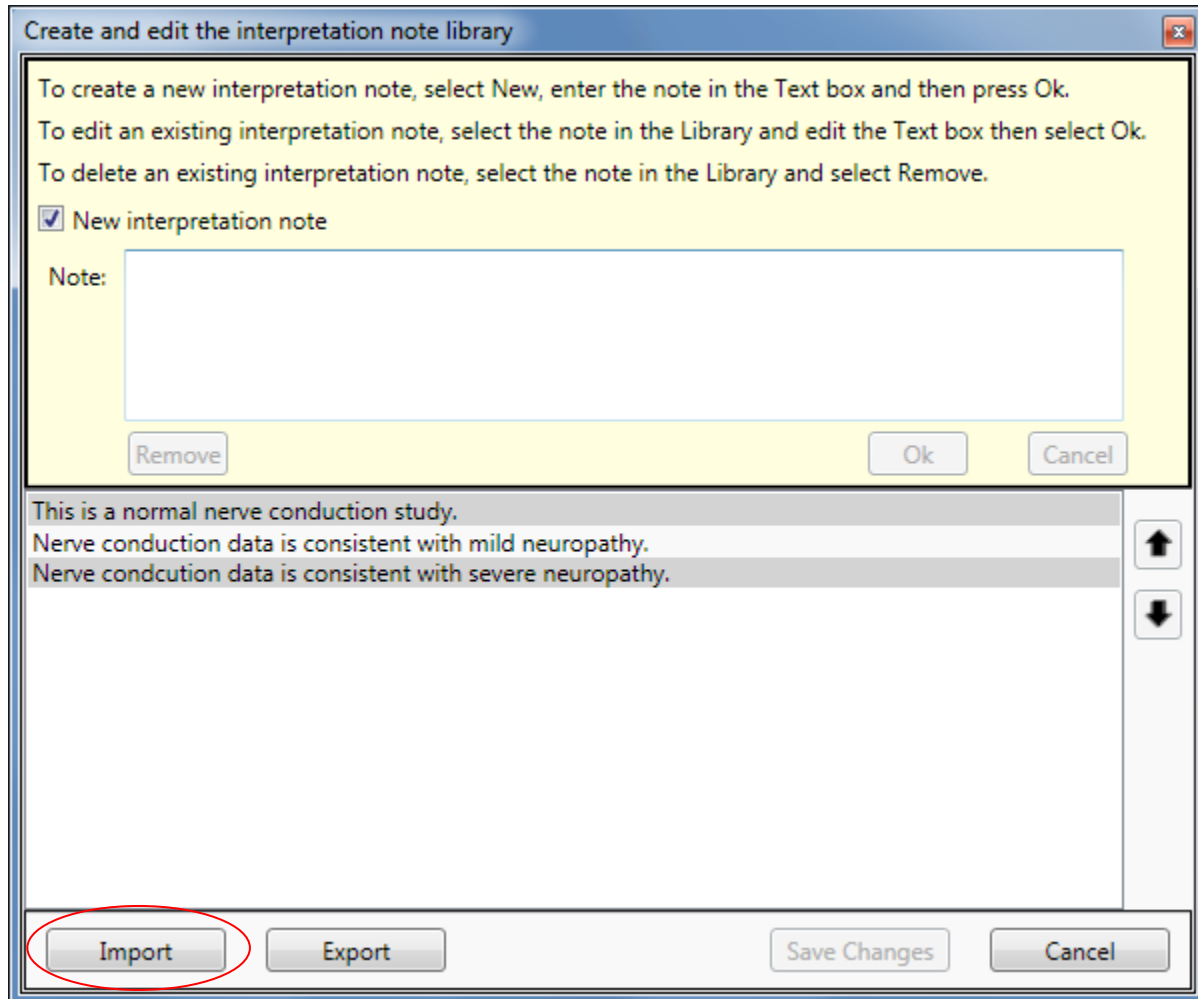 Create and edit the interpretation note library
To create a new interpretation note, select New, enter the note in the Text box and then press Ok.
To edit an existing interpretation note, select the note in the Library and edit the Text box then select Ok.
To delete an existing interpretation note, select the note in the Library and select Remove.
New interpretation note
Note:
Remove
Ok
Cancel
This is a normal nerve conduction study.
Nerve conduction data is consistent with mild neuropathy.
Nerve condcution data is consistent with severe neuropathy.
Import
Export
Save Changes
Cancel